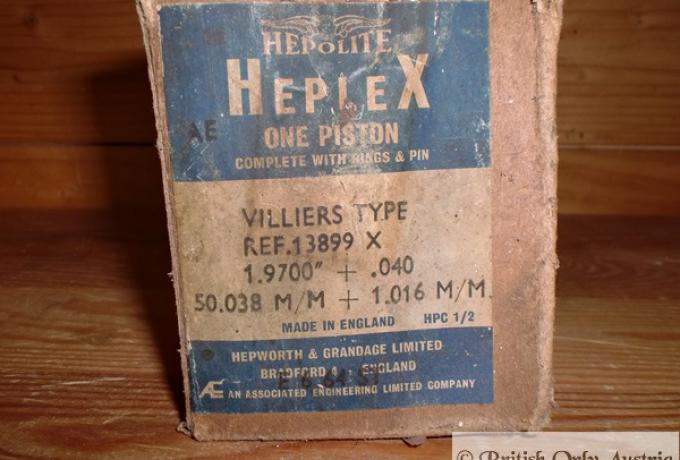 HEPOLITE
HEPLEX
AE
ONE PISTON
COMPLETE WITH RINGS & PIN
VILLIERS TYPE
REF.13899 X
1.9700" + .040
50.038 M/M + 1.016 M/M.
MADE IN ENGLAND HPC 1/2
HEPWORTH & GRANDAGE LIMITED
BRADFORD 4 ENGLAND
AE AN ASSOCIATED ENGINEERING LIMITED COMPANY
© British Only Austria